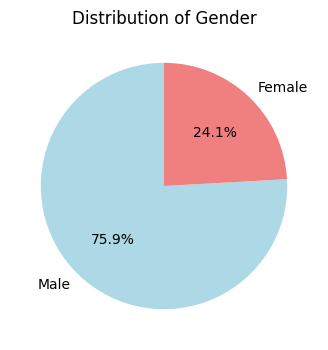 Distribution of Gender
Female
24.1%
75.9%
Male